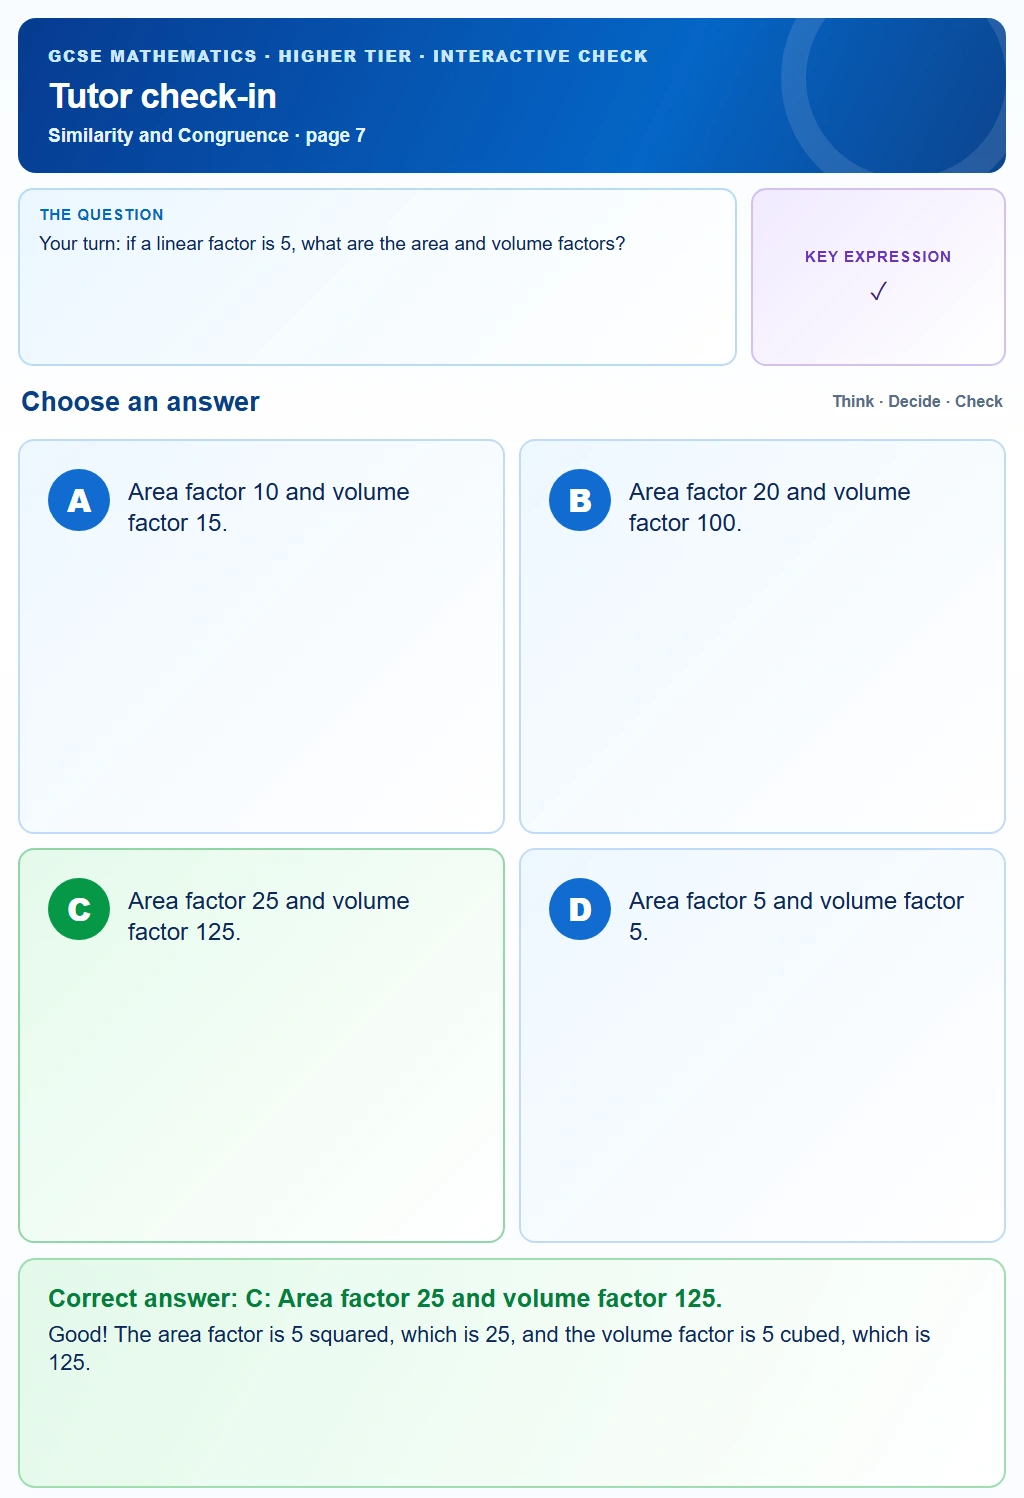 GCSE MATHEMATICS · HIGHER TIER · INTERACTIVE CHECK
Tutor check-in
Similarity and Congruence · page 7
THE QUESTION
Your turn: if a linear factor is 5, what are the area and volume factors?
KEY EXPRESSION
✓
Choose an answer
Think · Decide · Check
A
Area factor 10 and volume
factor 15.
B
Area factor 20 and volume
factor 100.
C
Area factor 25 and volume
factor 125.
D
Area factor 5 and volume factor
5.
Correct answer: C: Area factor 25 and volume factor 125.
Good! The area factor is 5 squared, which is 25, and the volume factor is 5 cubed, which is
125.